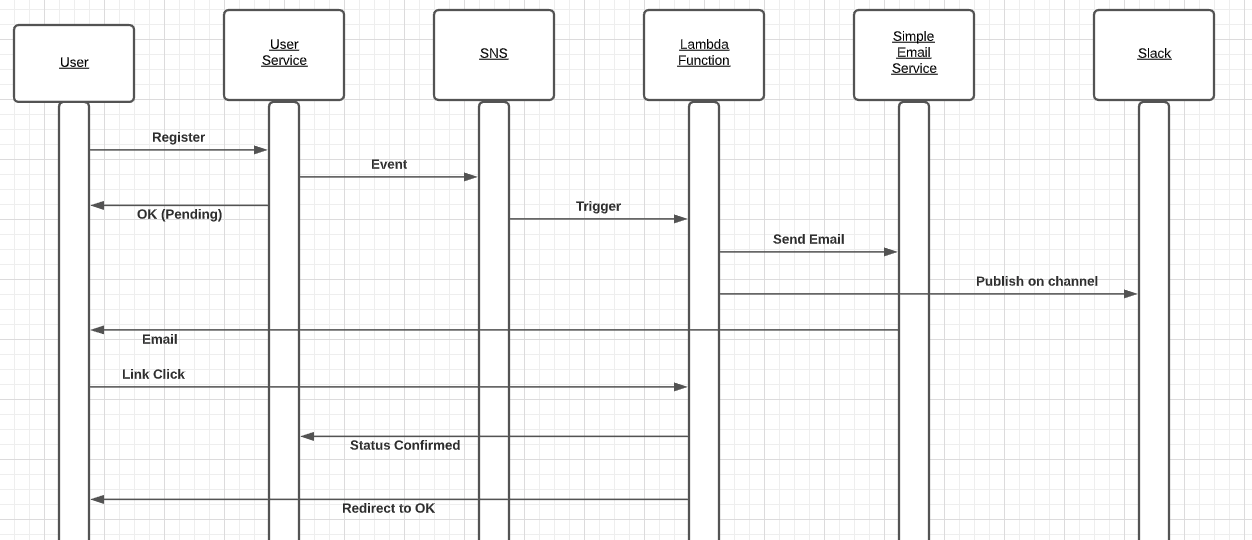 User
User
Service
SNS
Lambda
Function
Simple
Email
Service
Slack
Register
Event
OK (Pending)
Trigger
Send Email
Publish on channel
Email
Link Click
Status Confirmed
Redirect to OK